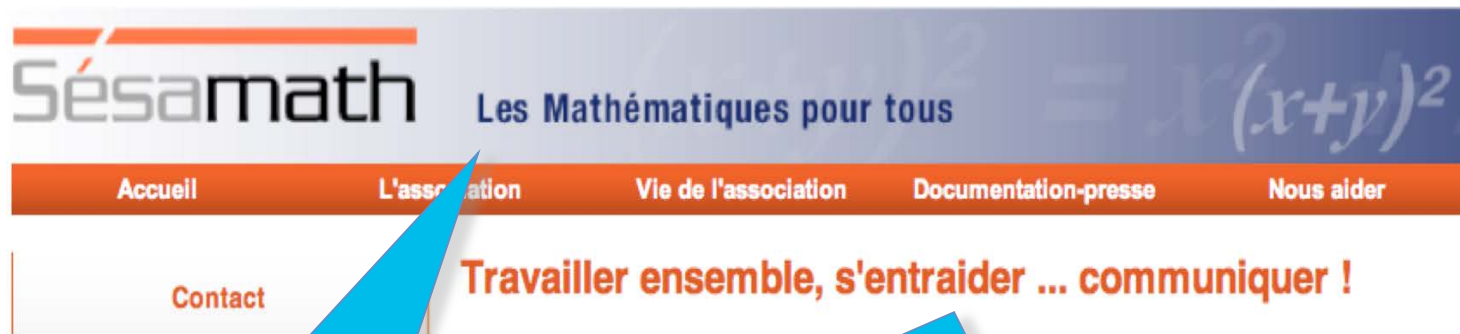 Sésamath
Les Mathématiques pour tous
(x+y)²
Accueil L'association Vie de l'association Documentation-presse Nous aider
Contact
Travailler ensemble, s'entraider ... communiquer !